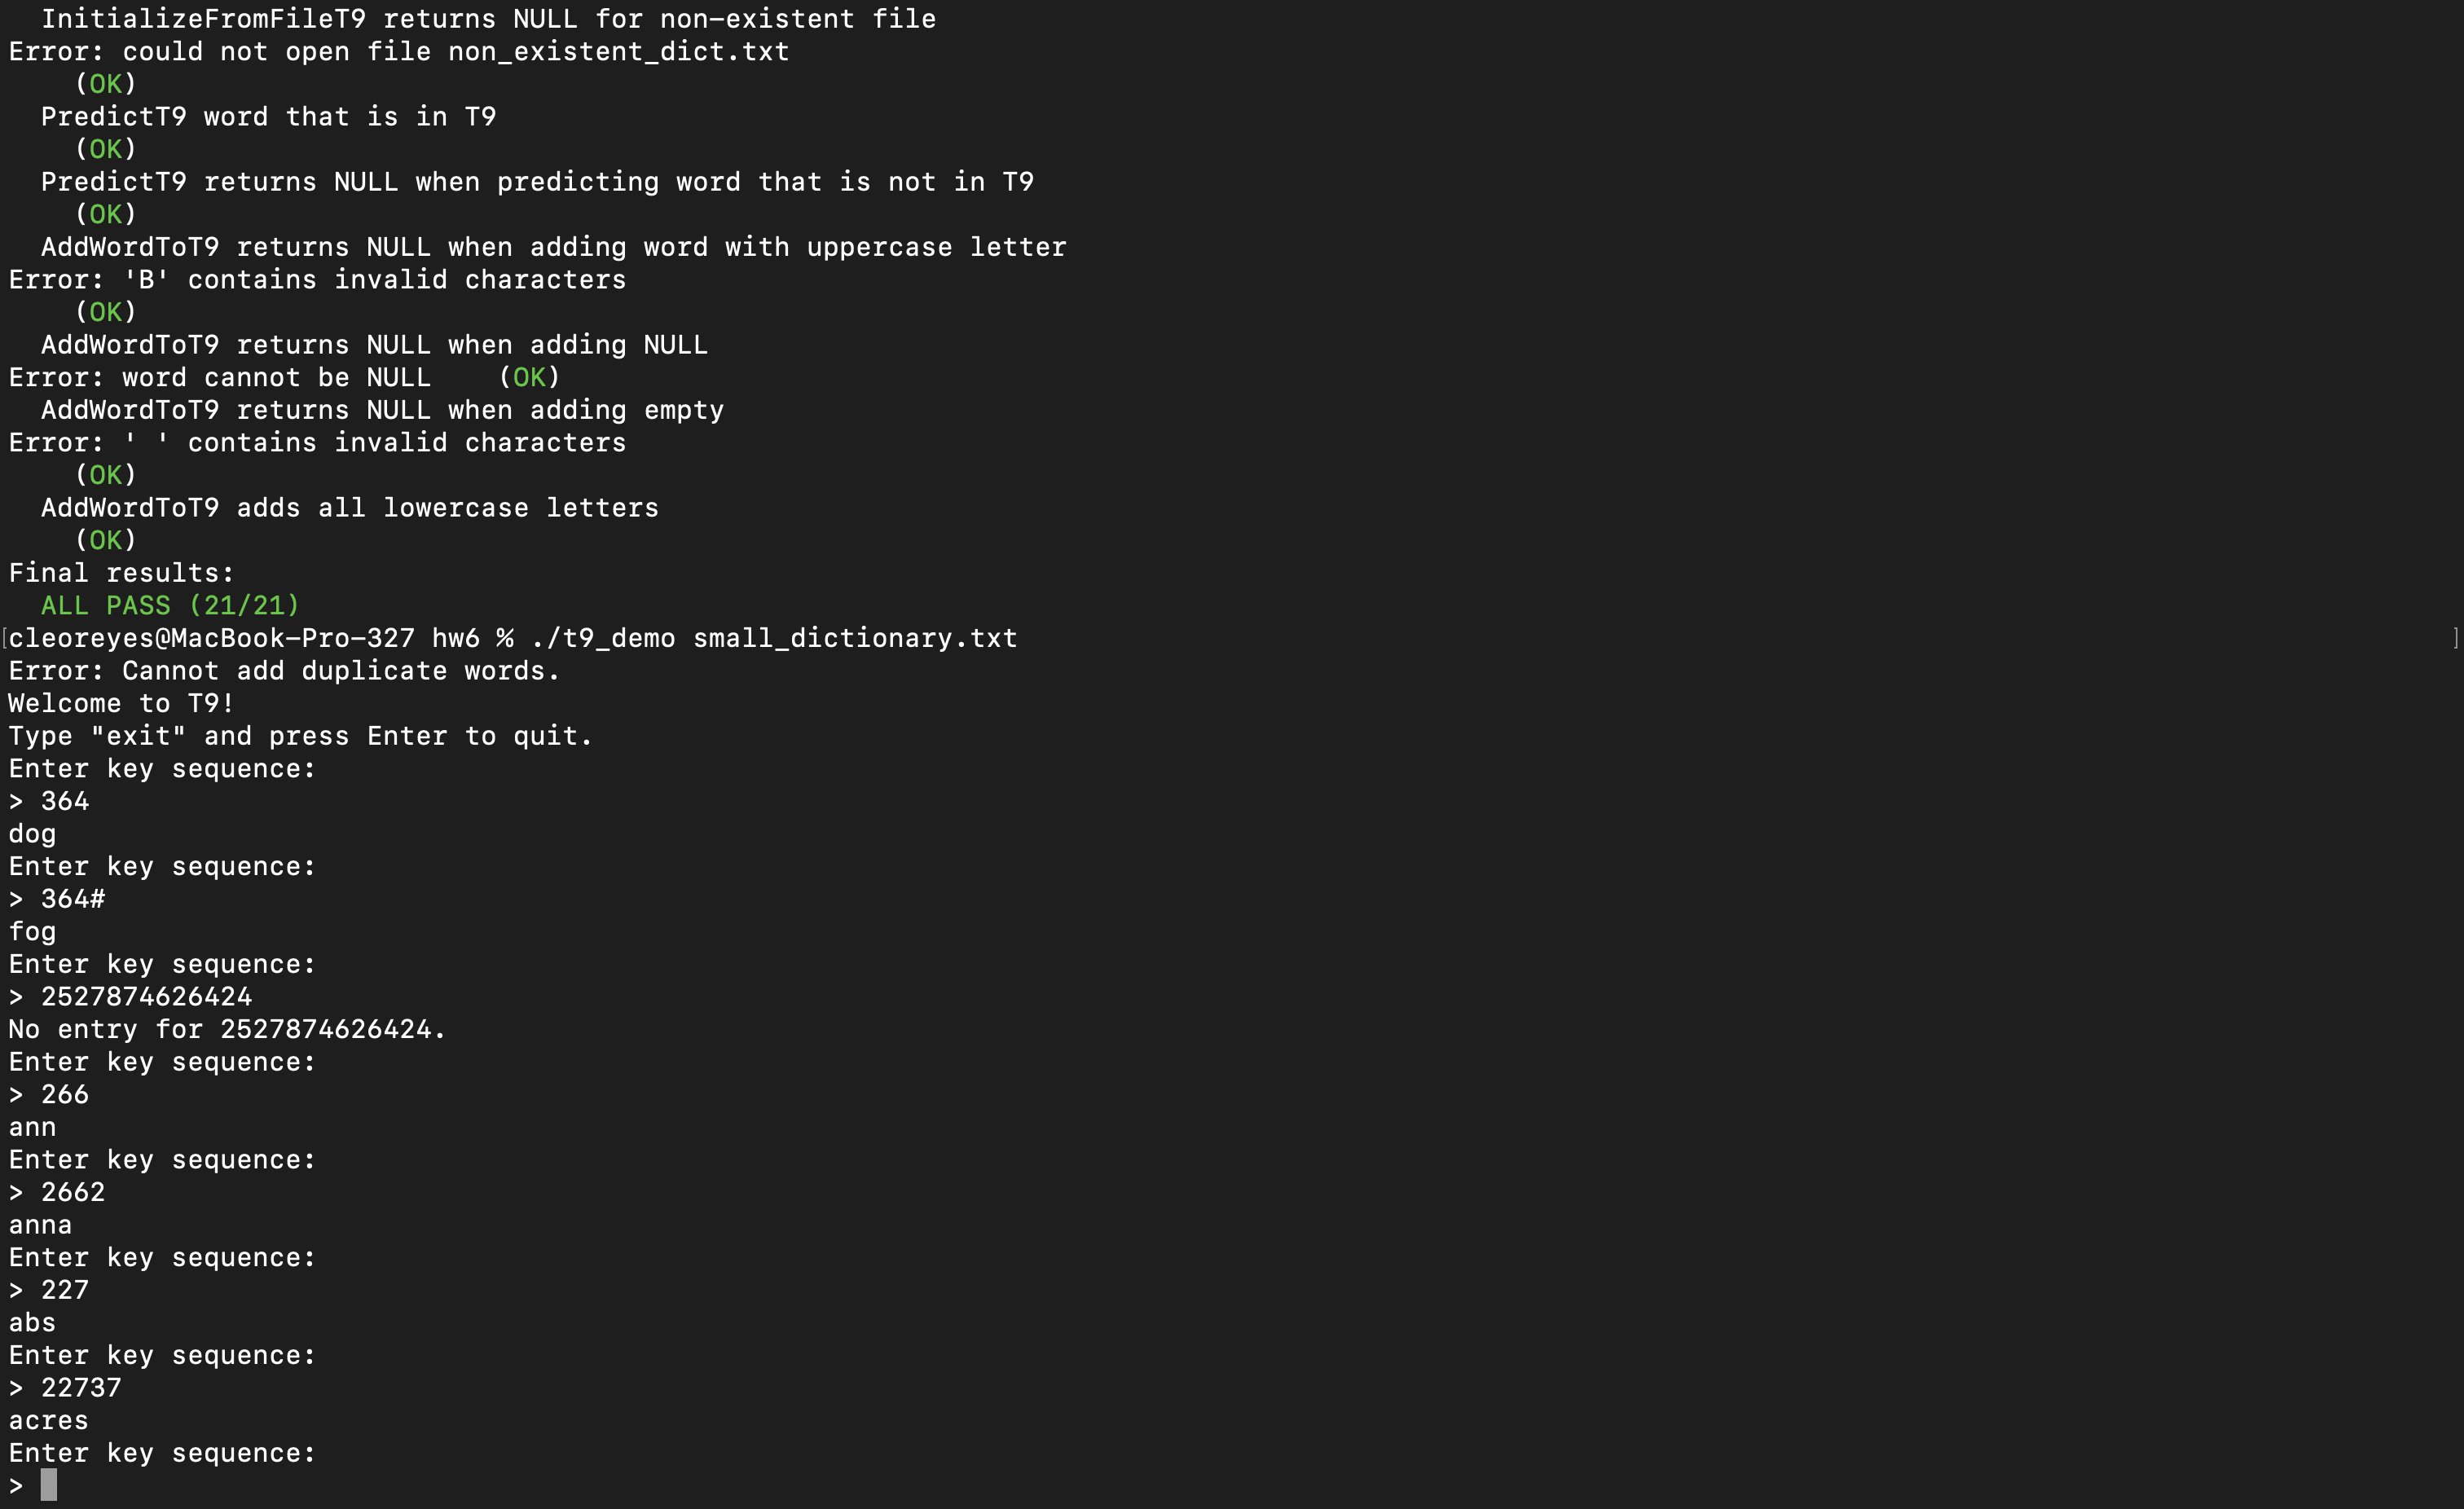 InitializeFromFileT9 returns NULL for non-existent file
Error: could not open file non_existent_dict.txt
(OK)
PredictT9 word that is in T9
(OK)
PredictT9 returns NULL when predicting word that is not in T9
(OK)
AddWordToT9 returns NULL when adding word with uppercase letter
Error: 'B' contains invalid characters
(OK)
AddWordToT9 returns NULL when adding NULL
Error: word cannot be NULL    (OK)
AddWordToT9 returns NULL when adding empty
Error: ' ' contains invalid characters
(OK)
AddWordToT9 adds all lowercase letters
(OK)
Final results:
ALL PASS (21/21)
[cleoreyes@MacBook-Pro-327 hw6 % ./t9_demo small_dictionary.txt ]
Error: Cannot add duplicate words.
Welcome to T9!
Type "exit" and press Enter to quit.
Enter key sequence:
> 364
dog
Enter key sequence:
> 364#
fog
Enter key sequence:
> 2527874626424
No entry for 2527874626424.
Enter key sequence:
> 266
ann
Enter key sequence:
> 2662
anna
Enter key sequence:
> 227
abs
Enter key sequence:
> 22737
acres
Enter key sequence:
>